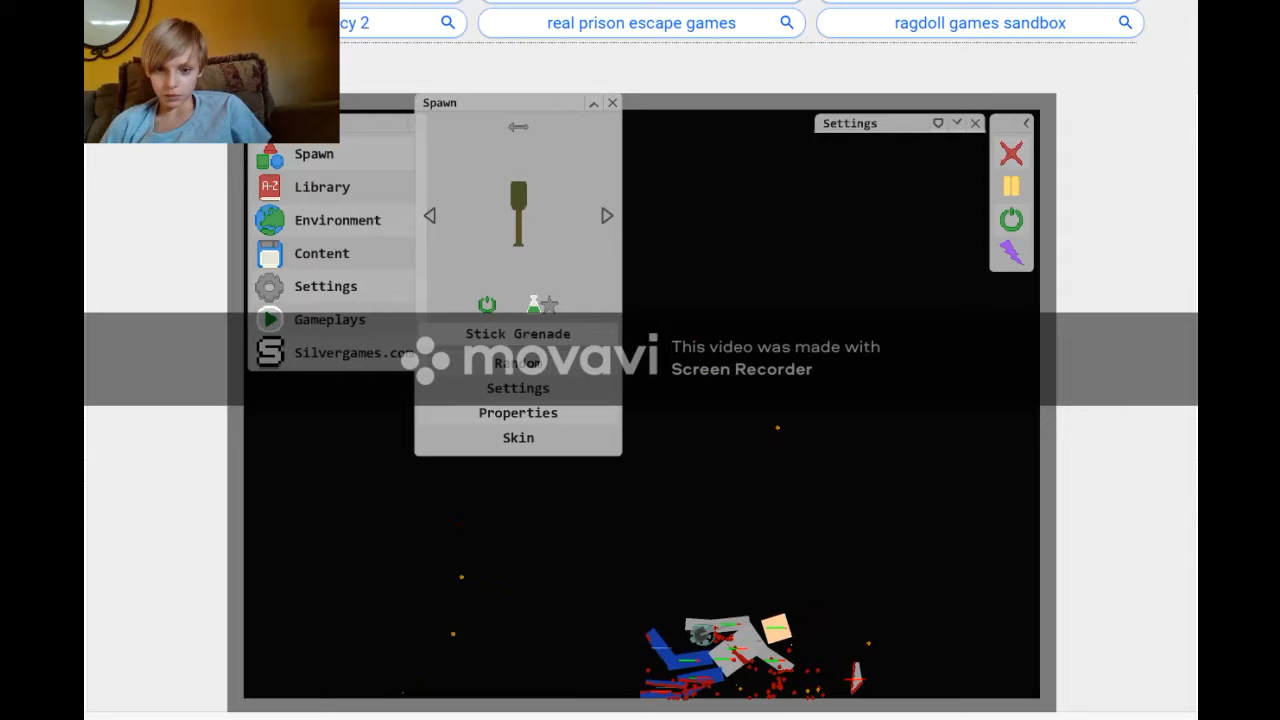 cy 2
real prison escape games
ragdoll games sandbox
Spawn
Settings
Spawn
A-Z
Library
Environment
Content
Settings
Gameplays
Silvergames.com
Stick Grenade
Random
Settings
Properties
Skin
movavi
This video was made with
Screen Recorder